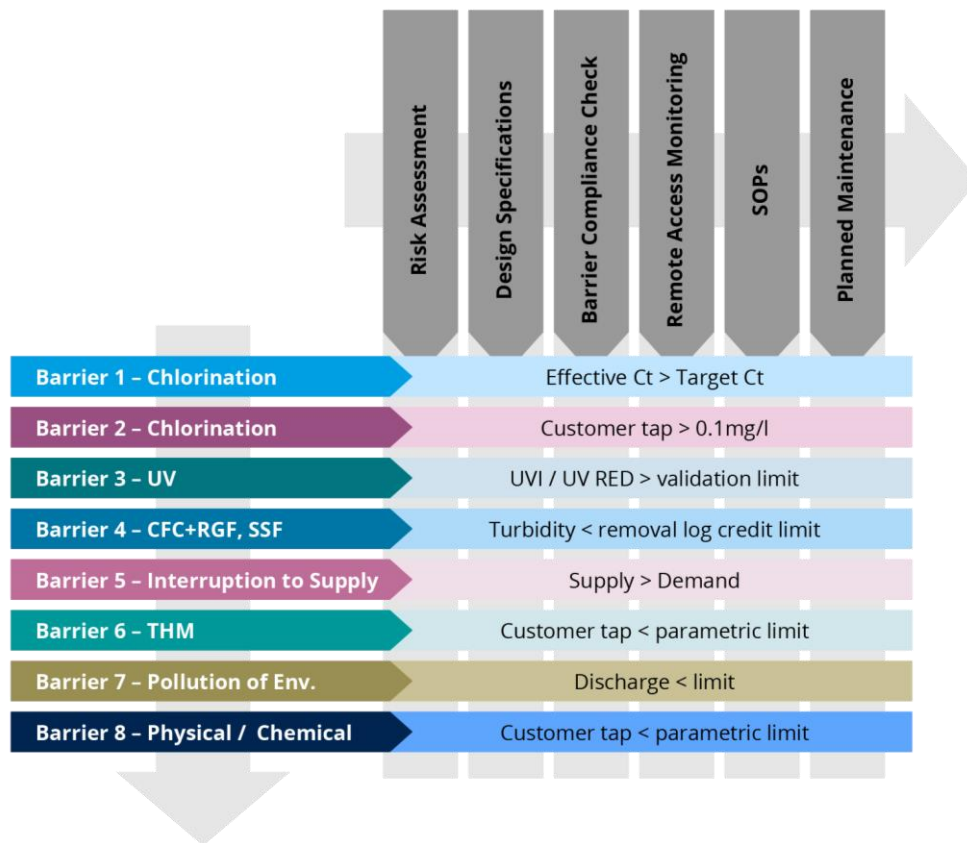 Risk Assessment
Design Specifications
Barrier Compliance Check
Remote Access Monitoring
SOPs
Planned Maintenance
Barrier 1 – Chlorination
Effective Ct > Target Ct
Barrier 2 – Chlorination
Customer tap > 0.1mg/l
Barrier 3 – UV
UVI / UV RED > validation limit
Barrier 4 – CFC+RGF, SSF
Turbidity < removal log credit limit
Barrier 5 – Interruption to Supply
Supply > Demand
Barrier 6 – THM
Customer tap < parametric limit
Barrier 7 – Pollution of Env.
Discharge < limit
Barrier 8 – Physical /  Chemical
Customer tap < parametric limit